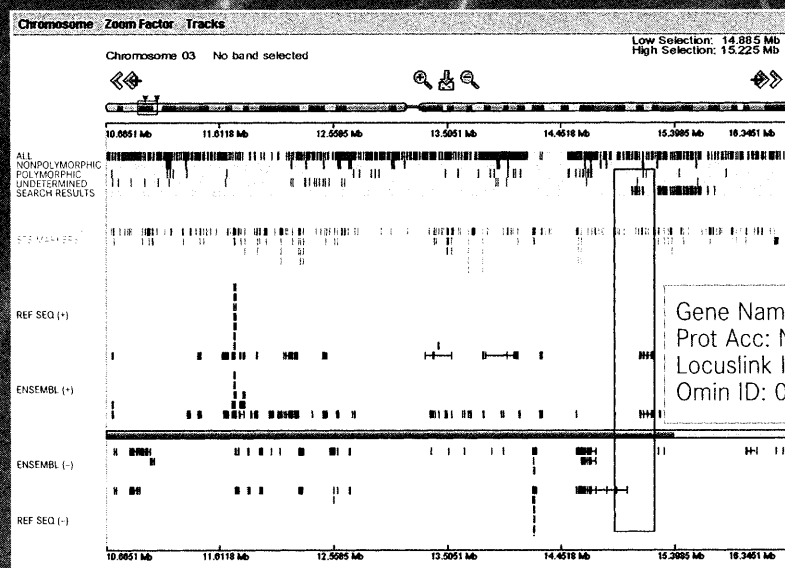 Chromosome Zoom Factor Tracks
Low Selection: 14.885 Mb
High Selection: 15.225 Mb
Chromosome 03 No band selected
10.6651 Mb 11.6118 Mb 12.5585 Mb 13.5051 Mb 14.4518 Mb 15.3985 Mb 16.3451 Mb
ALL
NONPOLYMORPHIC
POLYMORPHIC
UNDETERMINED
SEARCH RESULTS
STS MARKERS
REF SEQ (+)
ENSEMBL (+)
Gene Nam
Prot Acc: N
Locuslink I
Omin ID: 0
ENSEMBL (−)
REF SEQ (−)
10.6651 Mb 11.6118 Mb 12.5585 Mb 13.5051 Mb 14.4518 Mb 15.3985 Mb 16.3451 Mb